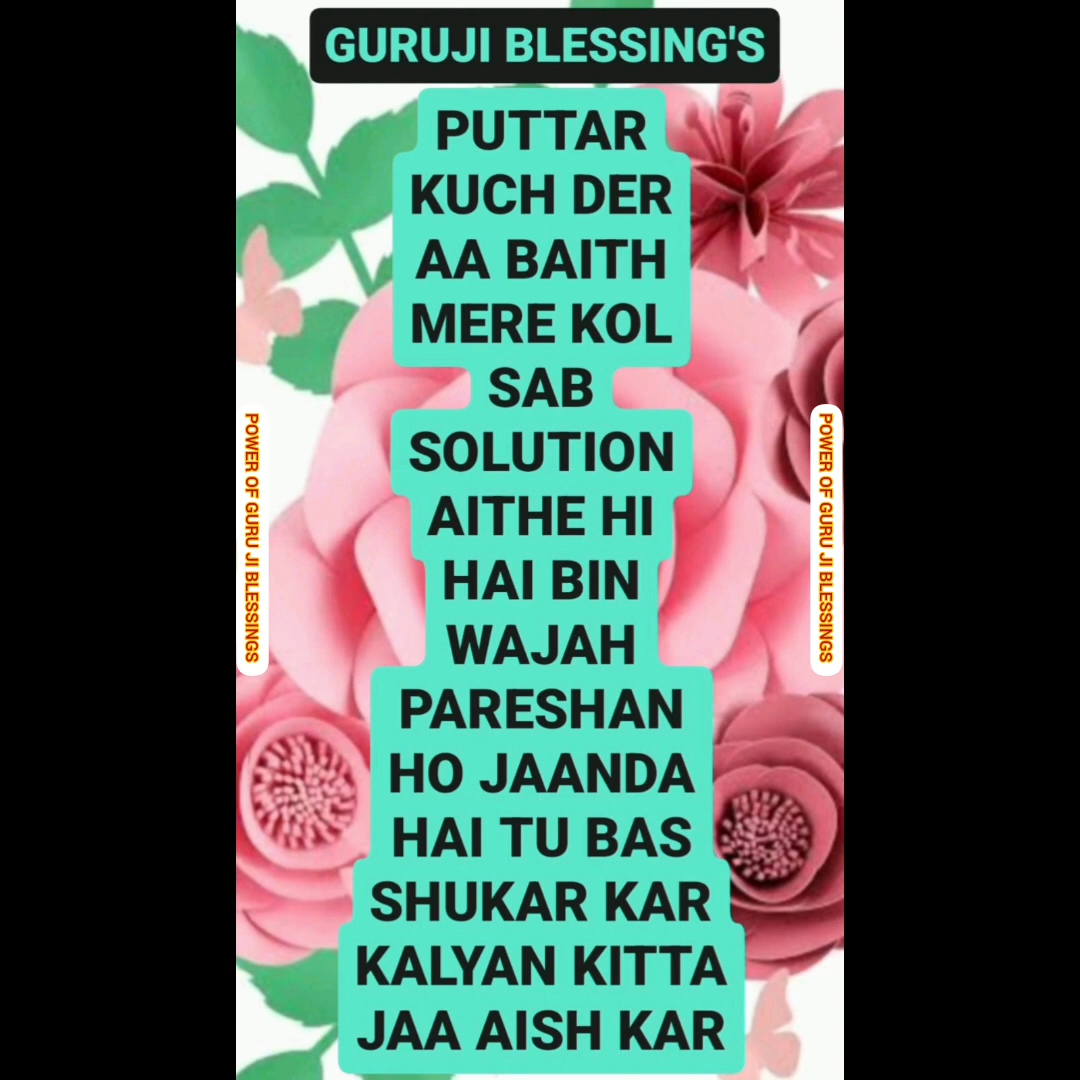 GURUJI BLESSING'S
PUTTAR
KUCH DER
AA BAITH
MERE KOL
SAB
SOLUTION
AITHE HI
HAI BIN
WAJAH
PARESHAN
HO JAANDA
HAI TU BAS
SHUKAR KAR
KALYAN KITTA
JAA AISH KAR
POWER OF GURU JI BLESSINGS
POWER OF GURU JI BLESSINGS